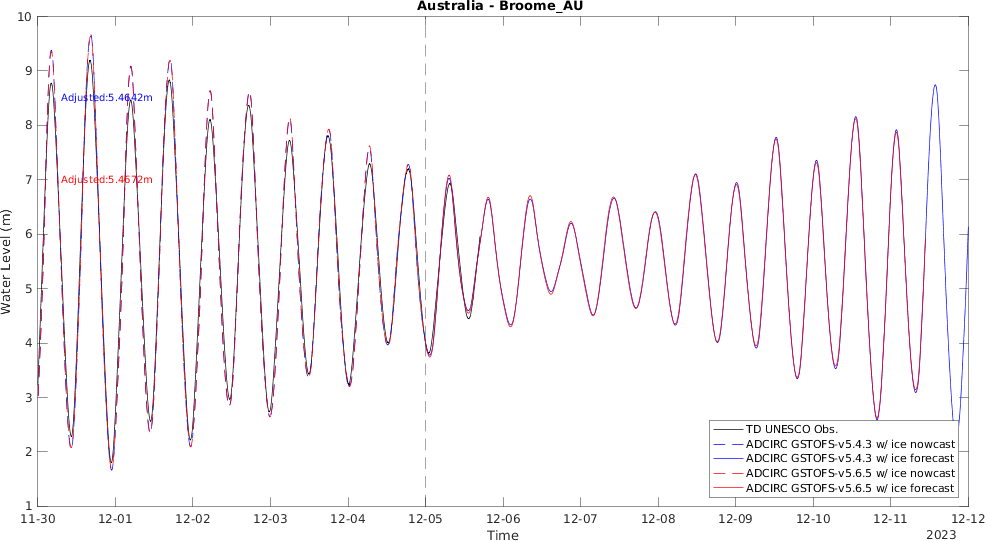 Australia - Broome_AU
10
9
8
7
6
5
4
3
2
1
Water Level (m)
Adjusted:5.4642m
Adjusted:5.4672m
TD UNESCO Obs.
ADCIRC GSTOFS-v5.4.3 w/ ice nowcast
ADCIRC GSTOFS-v5.4.3 w/ ice forecast
ADCIRC GSTOFS-v5.6.5 w/ ice nowcast
ADCIRC GSTOFS-v5.6.5 w/ ice forecast
11-30 12-01 12-02 12-03 12-04 12-05 12-06 12-07 12-08 12-09 12-10 12-11 12-12
Time
2023